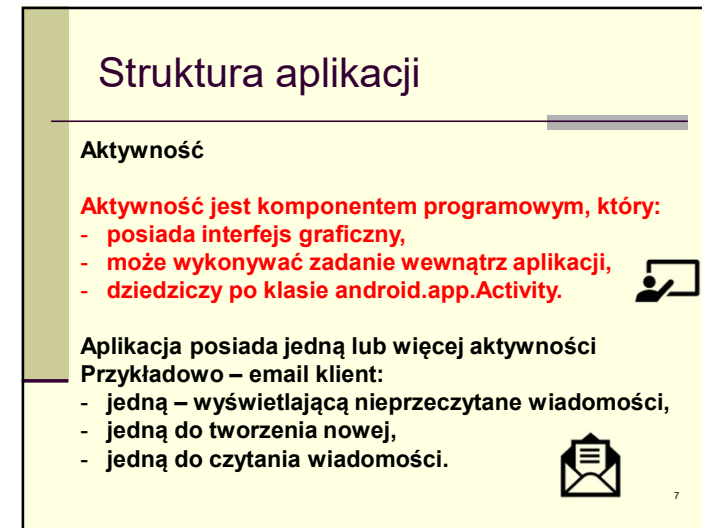 Struktura aplikacji
Aktywność
Aktywność jest komponentem programowym, który:
- posiada interfejs graficzny,
- może wykonywać zadanie wewnątrz aplikacji,
- dziedziczy po klasie android.app.Activity.
Aplikacja posiada jedną lub więcej aktywności
Przykładowo – email klient:
- jedną – wyświetlającą nieprzeczytane wiadomości,
- jedną do tworzenia nowej,
- jedną do czytania wiadomości.
7